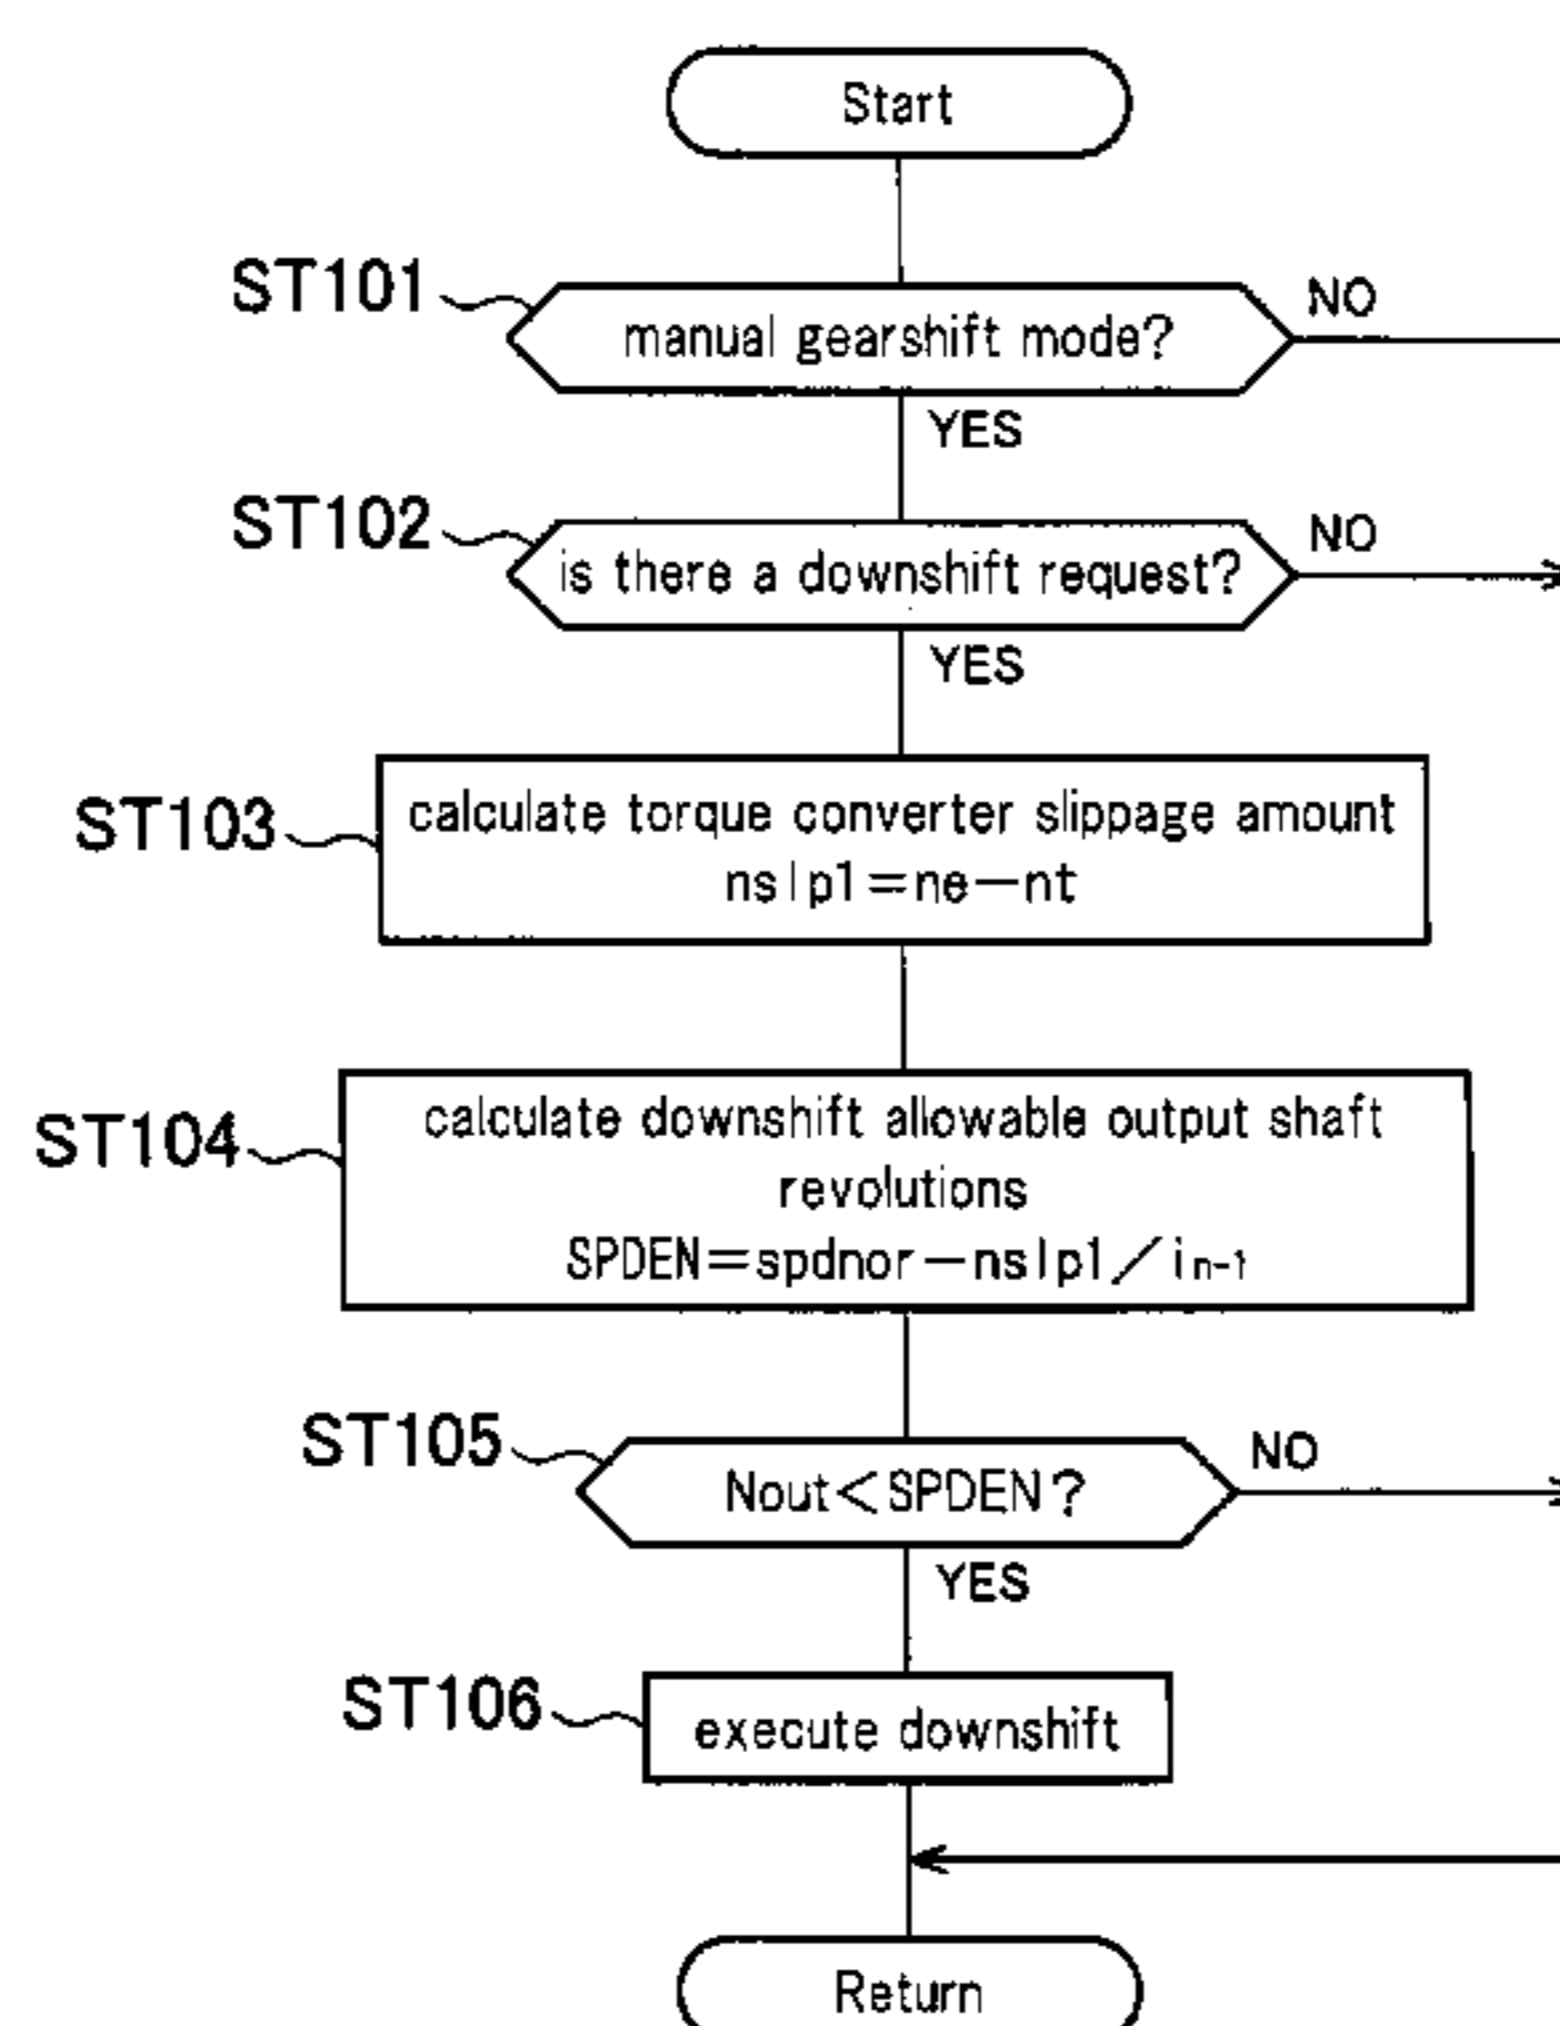 Start
ST101
manual gearshift mode?
NO
YES
ST102
is there a downshift request?
NO
YES
ST103
calculate torque converter slippage amount
nslp1=ne-nt
ST104
calculate downshift allowable output shaft
revolutions
SPDEN=spdnor-nslp1/in-1
ST105
Nout<SPDEN?
NO
YES
ST106
execute downshift
Return